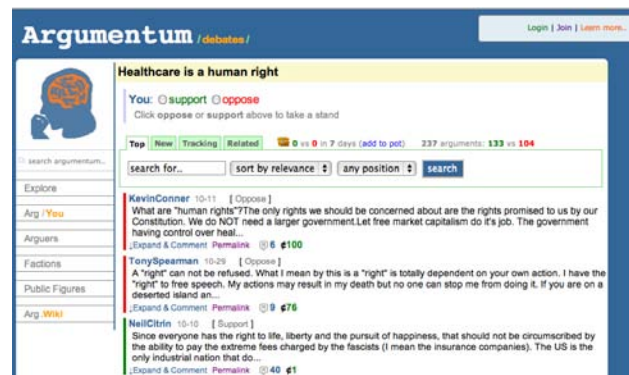 Argumentum /debates/
Login | Join | Learn more..
Healthcare is a human right
You: support oppose
Click oppose or support above to take a stand
Top New Tracking Related 0 vs 0 in 7 days (add to pot) 237 arguments: 133 vs 104
search argumentum..
search for.. sort by relevance any position search
Explore
Arg / You
Arguers
Factions
Public Figures
Arg.Wiki
KevinConner 10-11 [ Oppose ]
What are "human rights"?The only rights we should be concerned about are the rights promised to us by our
Constitution. We do NOT need a larger government.Let free market capitalism do it's job. The government
having control over heal...
↓Expand & Comment Permalink 6 ¢100
TonySpearman 10-29 [ Oppose ]
A "right" can not be refused. What I mean by this is a "right" is totally dependent on your own action. I have the
"right" to free speech. My actions may result in my death but no one can stop me from doing it. If you are on a
deserted island an...
↓Expand & Comment Permalink 9 ¢76
NeilCitrin 10-10 [ Support ]
Since everyone has the right to life, liberty and the pursuit of happiness, that should not be circumscribed by
the ability to pay the extreme fees charged by the fascists (I mean the insurance companies). The US is the
only industrial nation that do...
↓Expand & Comment Permalink 40 ¢1